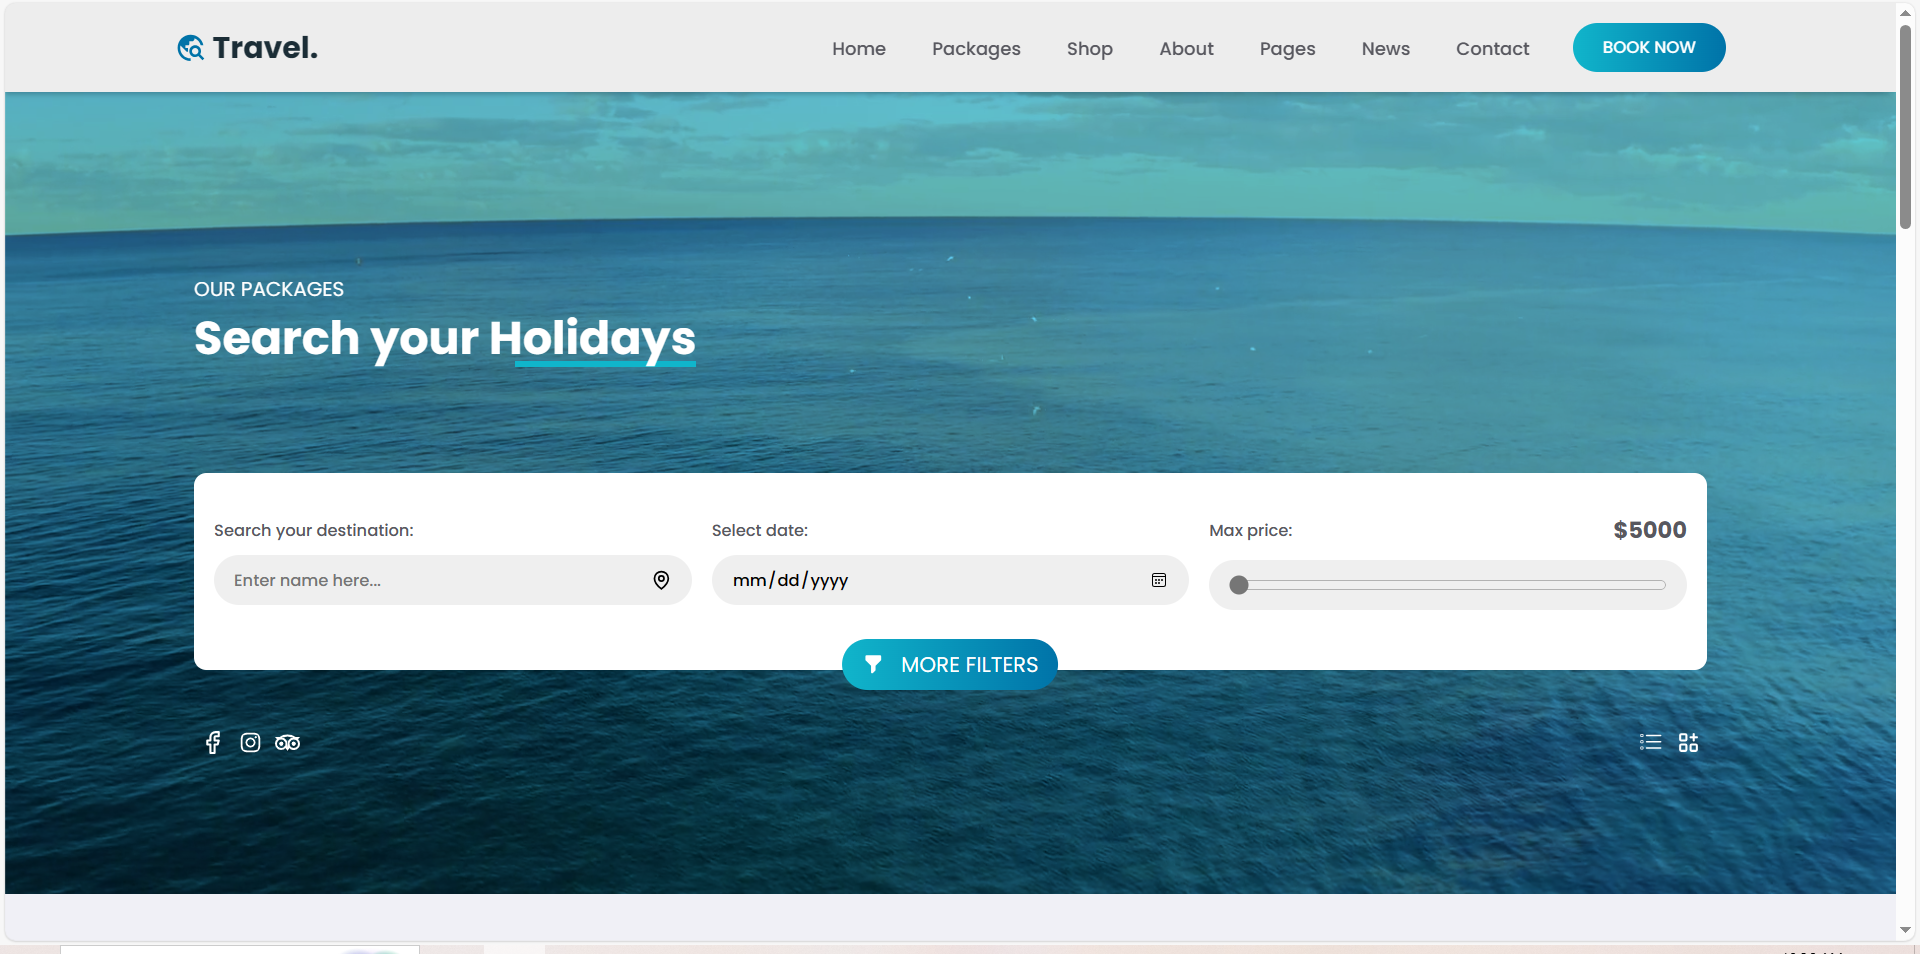 Travel.
Home Packages Shop About Pages News Contact BOOK NOW
OUR PACKAGES
Search your Holidays
Search your destination: Select date: Max price: $5000
Enter name here... mm/dd/yyyy
MORE FILTERS